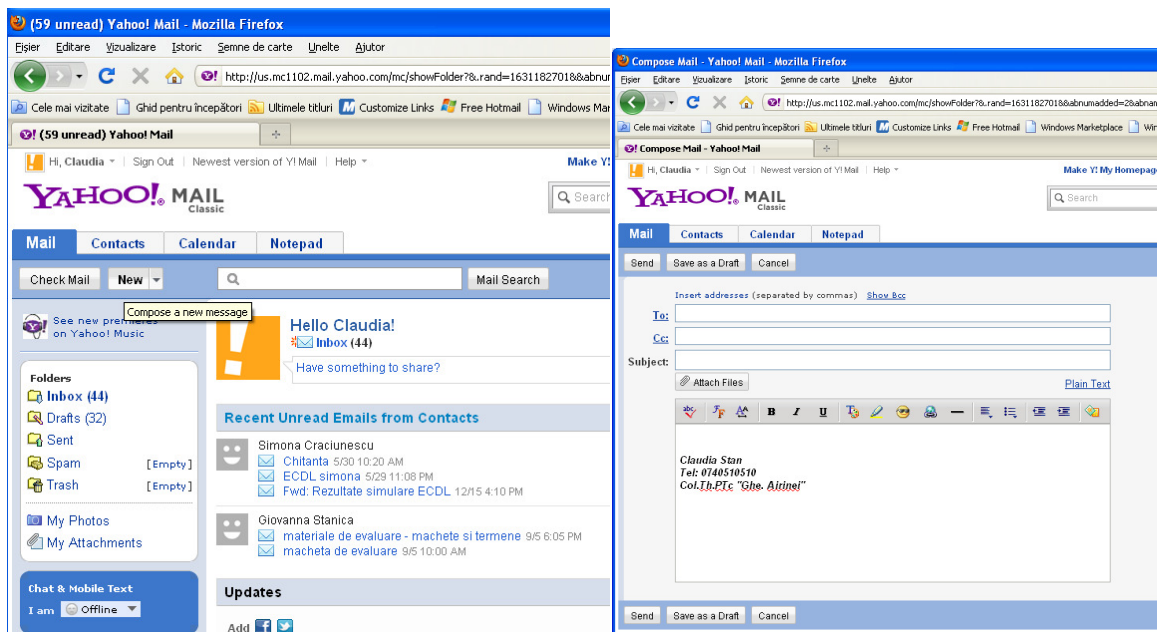 (59 unread) Yahoo! Mail - Mozilla Firefox
Fișier Editare Vizualizare Istoric Semne de carte Unelte Ajutor
http://us.mc1102.mail.yahoo.com/mc/showFolder?&.rand=1631182701&&abnur
Cele mai vizitate Ghid pentru începători Ultimele titluri Customize Links Free Hotmail Windows Mar
(59 unread) Yahoo! Mail
Hi, Claudia Sign Out Newest version of Y! Mail Help Make Y!
YAHOO! MAIL
Classic
Search
Mail Contacts Calendar Notepad
Check Mail New Mail Search
Compose a new message
See new premieres
on Yahoo! Music
Folders
Inbox (44)
Drafts (32)
Sent
Spam [Empty]
Trash [Empty]
My Photos
My Attachments
Chat & Mobile Text
I am Offline
Hello Claudia!
Inbox (44)
Have something to share?
Recent Unread Emails from Contacts
Simona Craciunescu
Chitanta 5/30 10:20 AM
ECDL simona 5/29 11:08 PM
Fwd: Rezultate simulare ECDL 12/15 4:10 PM
Giovanna Stanica
materiale de evaluare - machete si termene 9/5 6:05 PM
macheta de evaluare 9/5 10:00 AM
Updates
Add
Compose Mail - Yahoo! Mail - Mozilla Firefox
Fișier Editare Vizualizare Istoric Semne de carte Unelte Ajutor
http://us.mc1102.mail.yahoo.com/mc/showFolder?&.rand=1631182701&&abnumadded=2&abnam
Cele mai vizitate Ghid pentru începători Ultimele titluri Customize Links Free Hotmail Windows Marketplace Win
Compose Mail - Yahoo! Mail
Hi, Claudia Sign Out Newest version of Y! Mail Help Make Y! My Homepage
YAHOO! MAIL
Classic
Search
Mail Contacts Calendar Notepad
Send Save as a Draft Cancel
Insert addresses (separated by commas) Show Bcc
To:
Cc:
Subject:
Attach Files Plain Text
B I U
Claudia Stan
Tel: 0740510510
Col.Th.PTc "Ghe. Airinei"
Send Save as a Draft Cancel